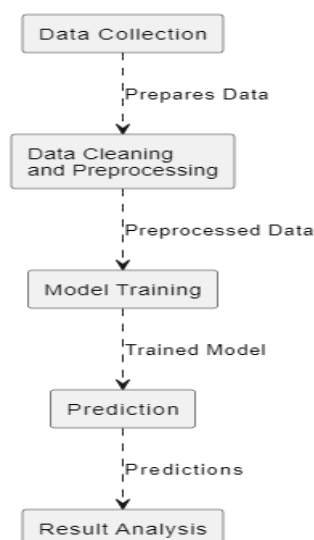 Data Collection
Prepares Data
Data Cleaning
and Preprocessing
Preprocessed Data
Model Training
Trained Model
Prediction
Predictions
Result Analysis